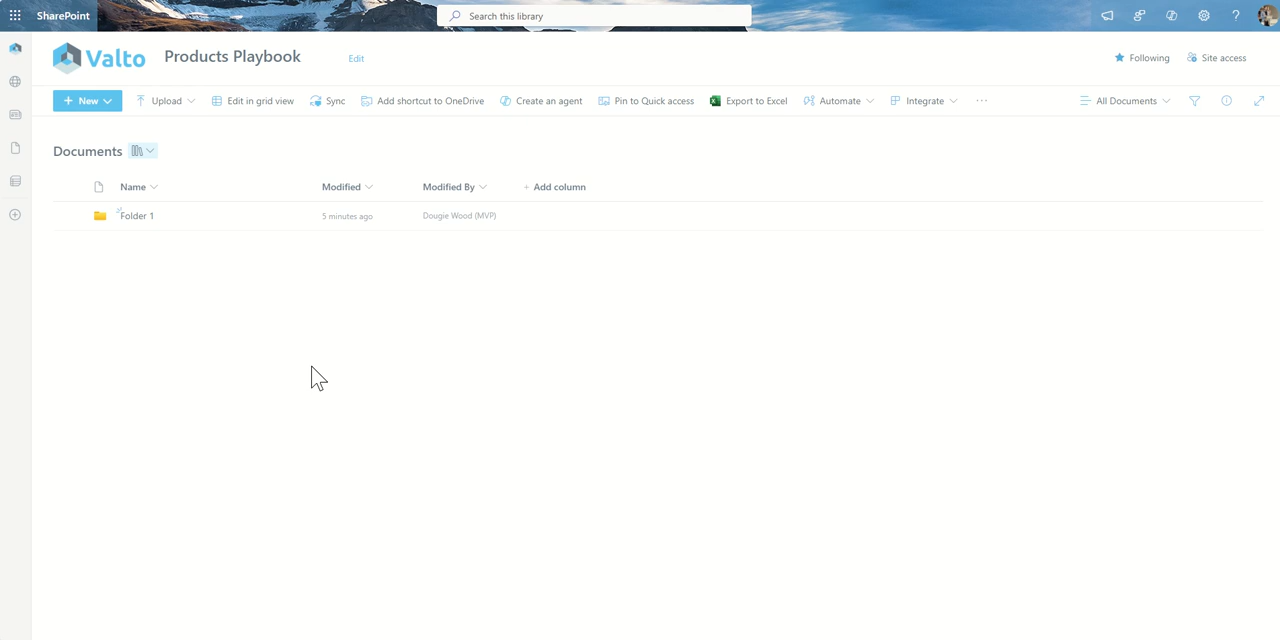 SharePoint
Search this library
Valto
Products Playbook
Edit
Following
Site access
New
Upload
Edit in grid view
Sync
Add shortcut to OneDrive
Create an agent
Pin to Quick access
Export to Excel
Automate
Integrate
All Documents
Documents
Name
Modified
Modified By
+ Add column
Folder 1
5 minutes ago
Dougie Wood (MVP)